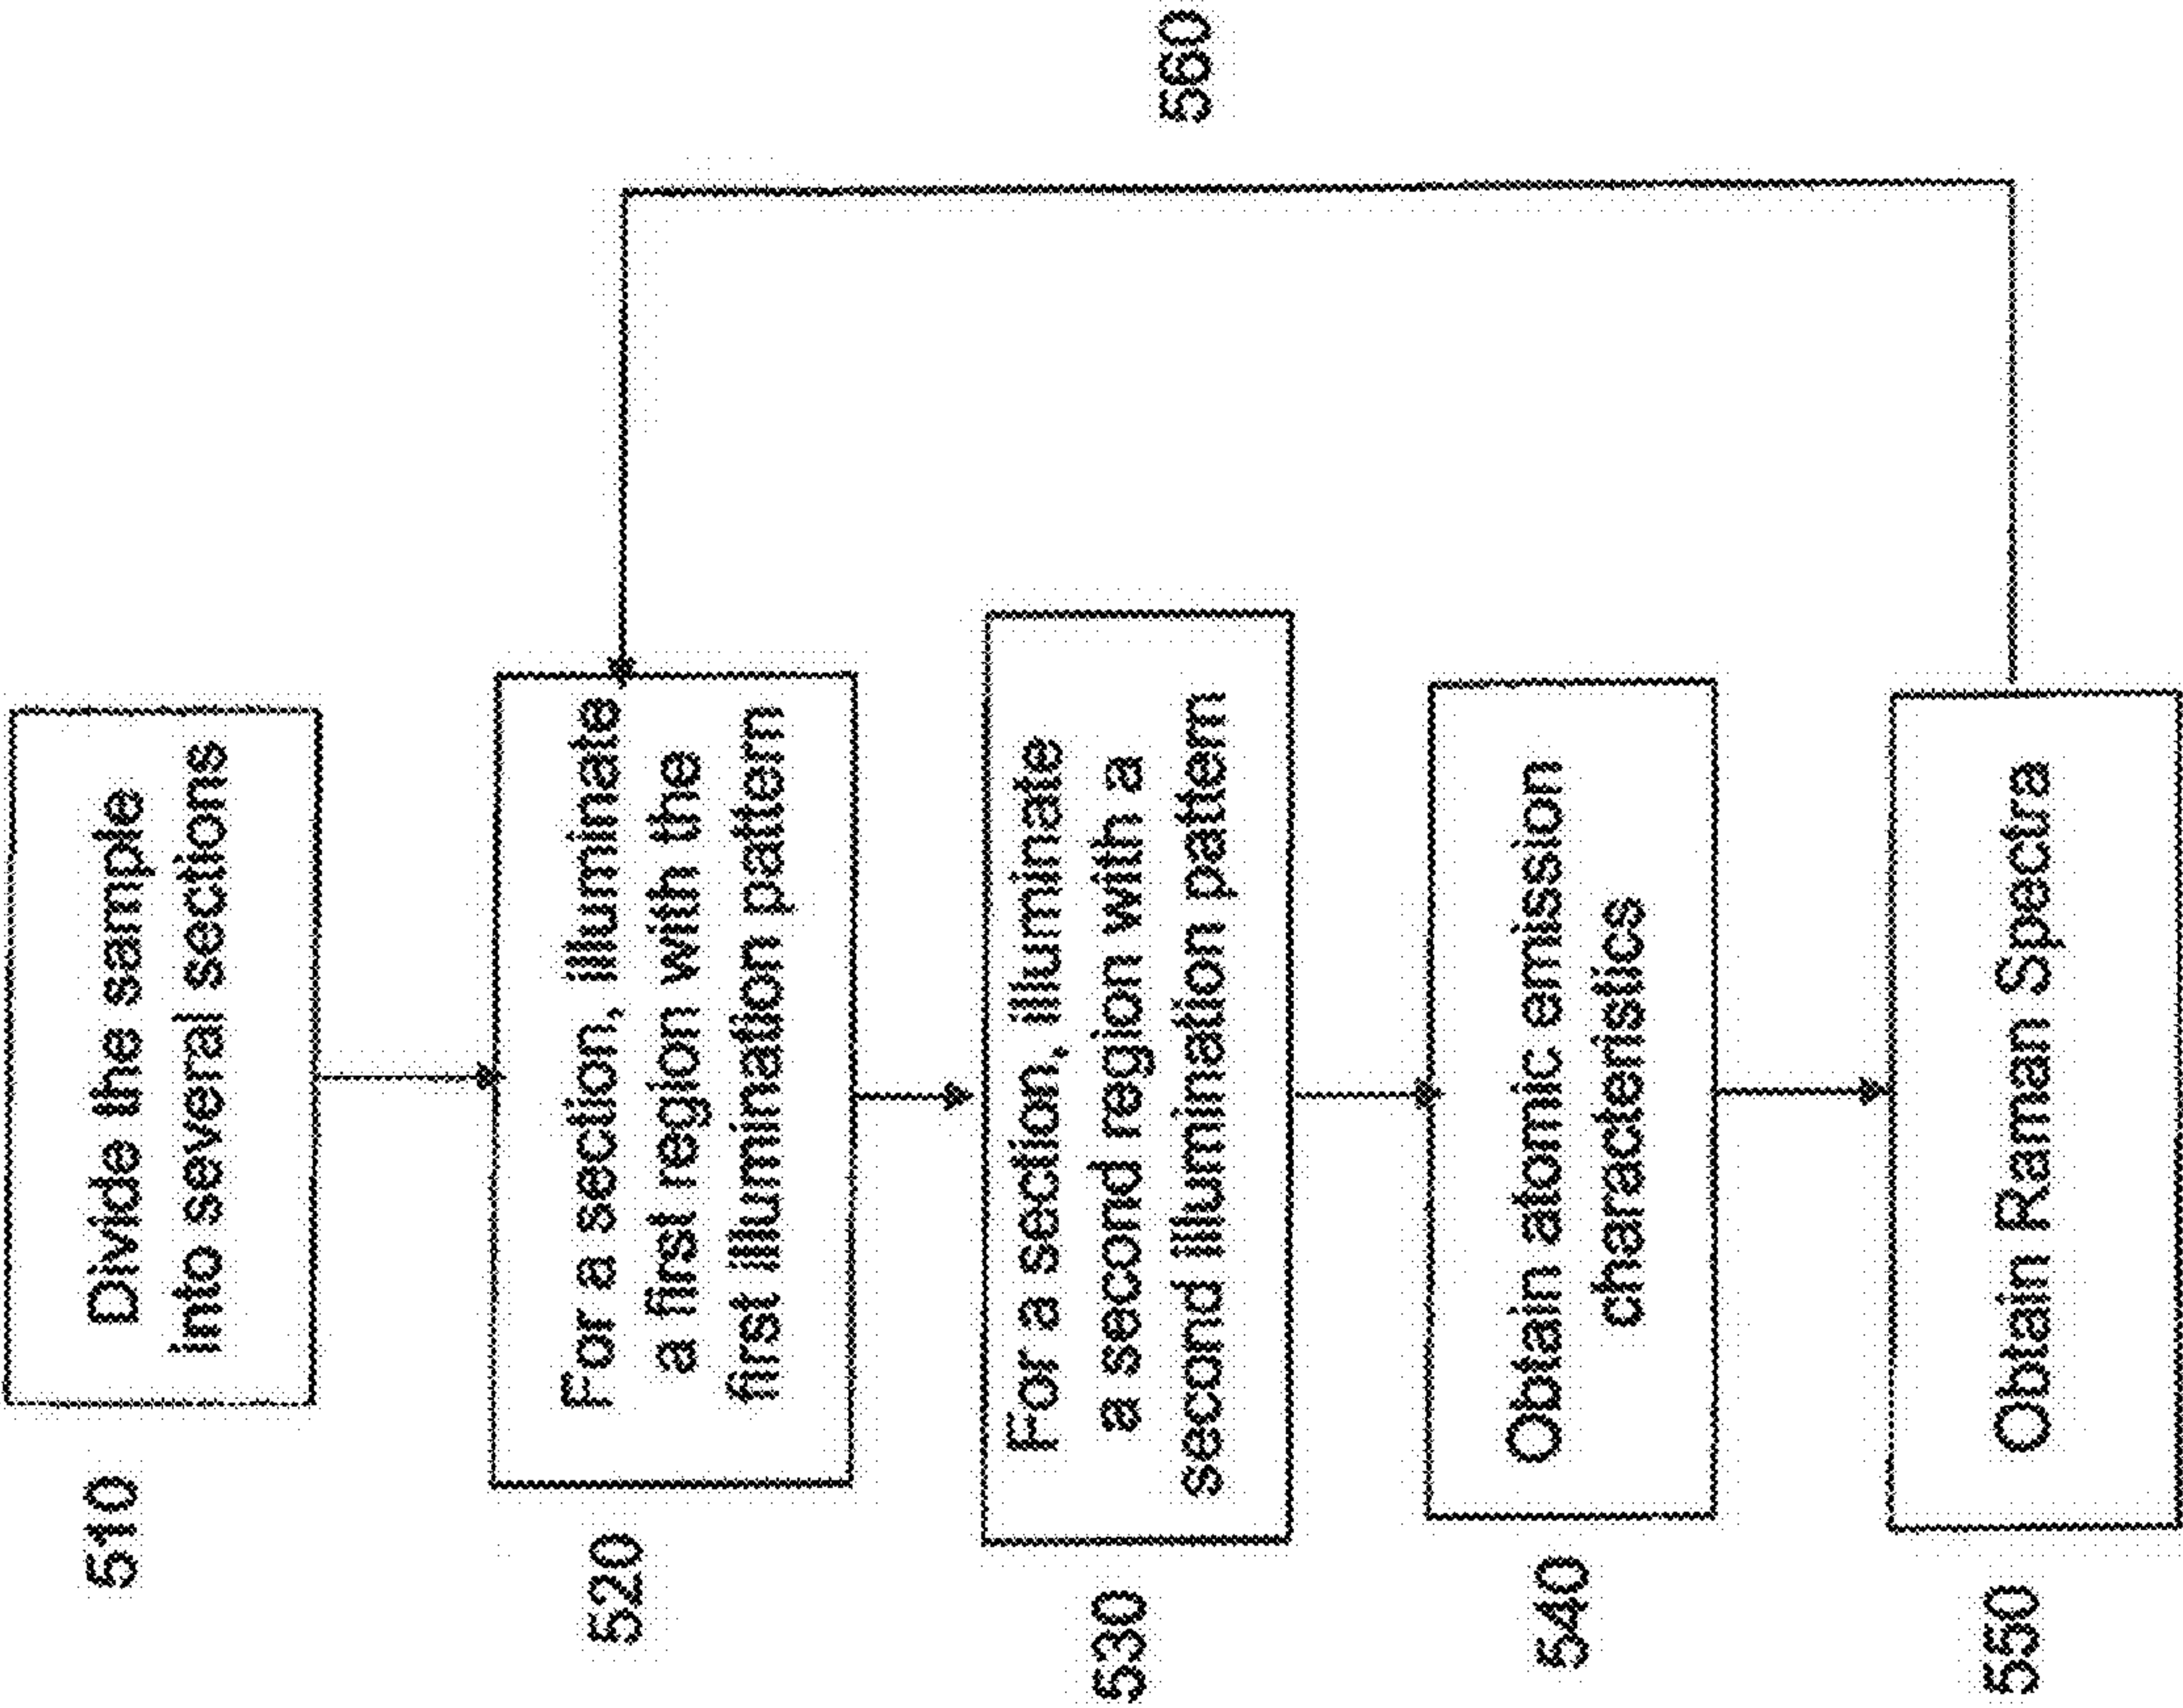 510
Divide the sample
into several sections
520
For a section, illuminate
a first region with the
first illumination pattern
530
For a section, illuminate
a second region with a
second illumination pattern
540
Obtain atomic emission
characteristics
550
Obtain Raman Spectra
560